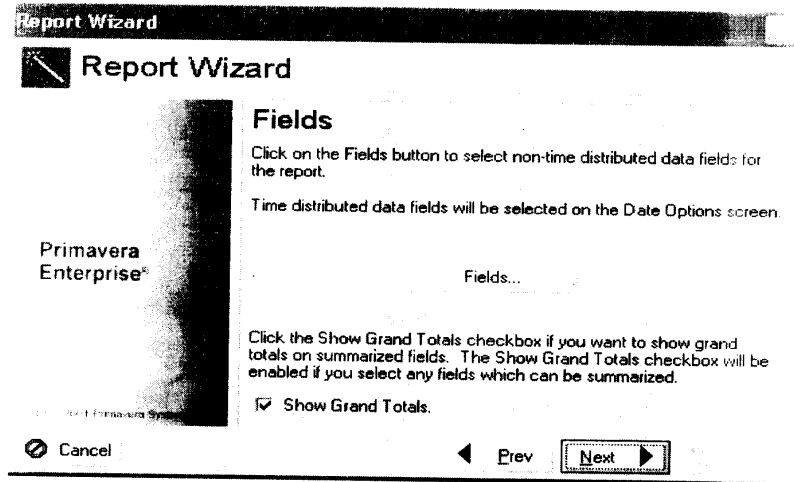 Report Wizard
Report Wizard
Fields
Click on the Fields button to select non-time distributed data fields for
the report.
Time distributed data fields will be selected on the Date Options screen.
Primavera
Enterprise®
Fields...
Click the Show Grand Totals checkbox if you want to show grand
totals on summarized fields. The Show Grand Totals checkbox will be
enabled if you select any fields which can be summarized.
Primavera
Show Grand Totals.
Cancel
Prev
Next